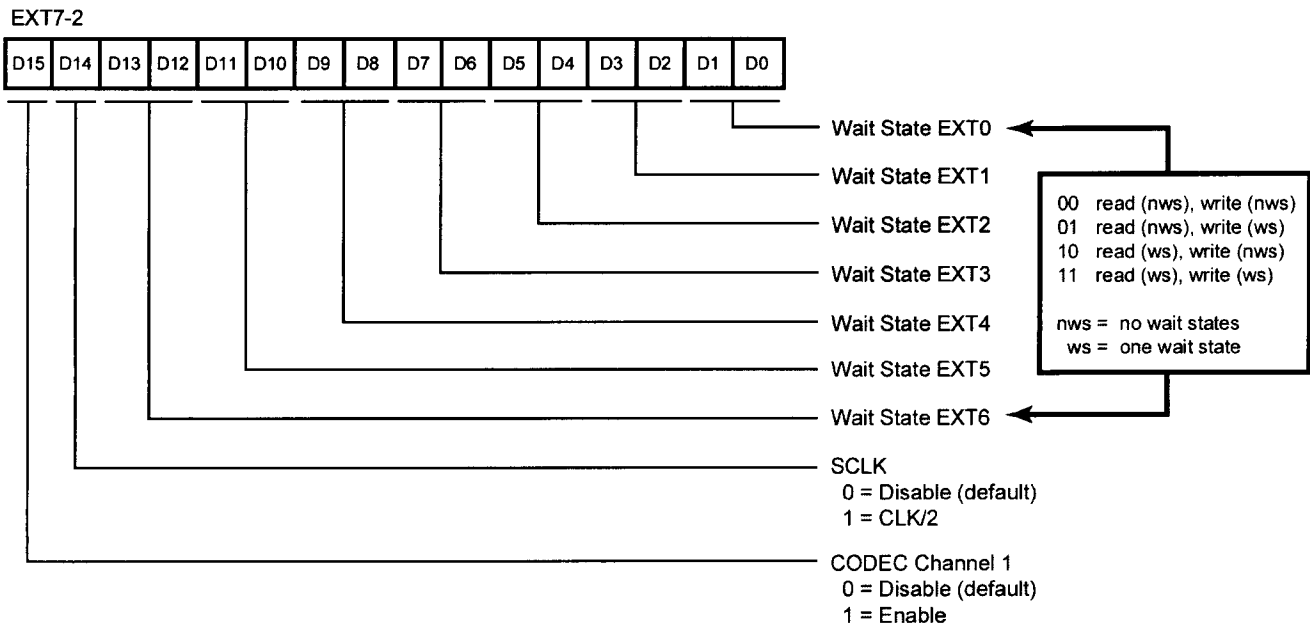 EXT7-2
D15 D14 D13 D12 D11 D10 D9 D8 D7 D6 D5 D4 D3 D2 D1 D0
Wait State EXT0
Wait State EXT1
Wait State EXT2
Wait State EXT3
Wait State EXT4
Wait State EXT5
Wait State EXT6
00 read (nws), write (nws)
01 read (nws), write (ws)
10 read (ws), write (nws)
11 read (ws), write (ws)
nws = no wait states
ws = one wait state
SCLK
0 = Disable (default)
1 = CLK/2
CODEC Channel 1
0 = Disable (default)
1 = Enable